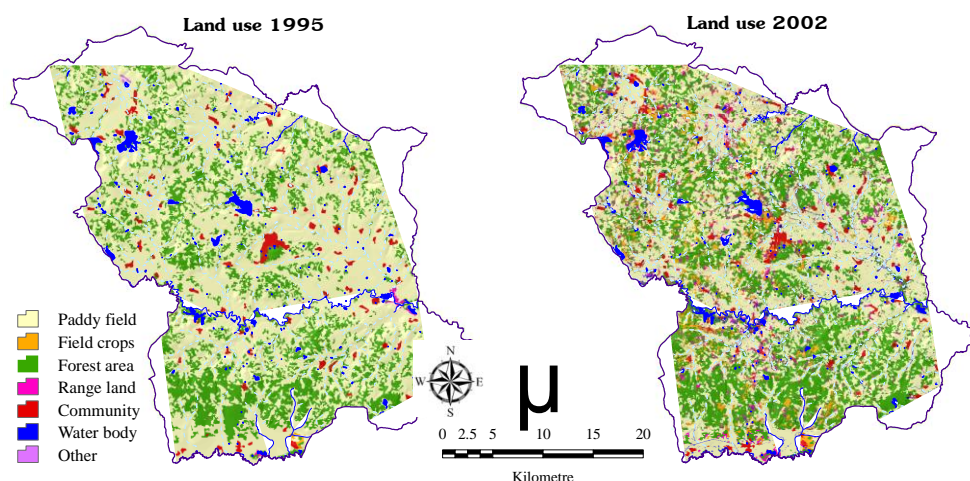 Land use 1995
Land use 2002
Paddy field
Field crops
Forest area
Range land
Community
Water body
Other
N
W E
S
µ
0 2.5 5 10 15 20
Kilometre